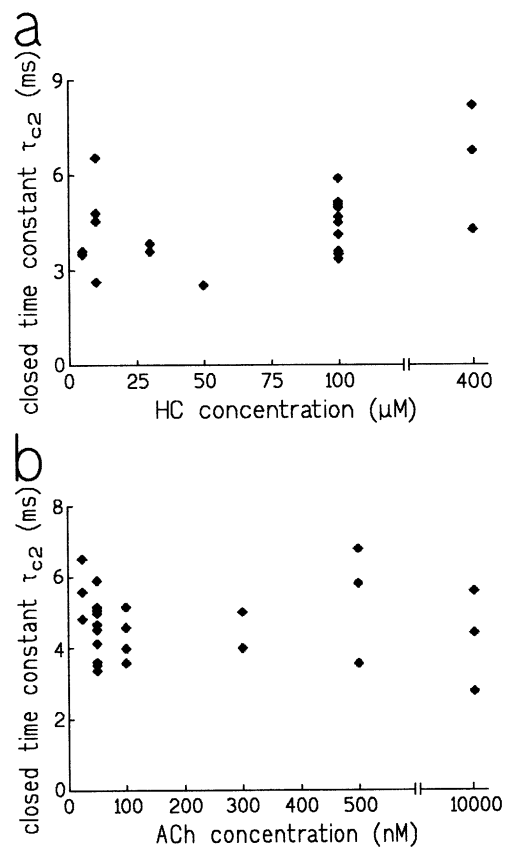 a
closed time constant τc2 (ms)
9
6
3
0
0 25 50 75 100 400
HC concentration (µM)
b
closed time constant τc2 (ms)
8
6
4
2
0
0 100 200 300 400 500 10000
ACh concentration (nM)